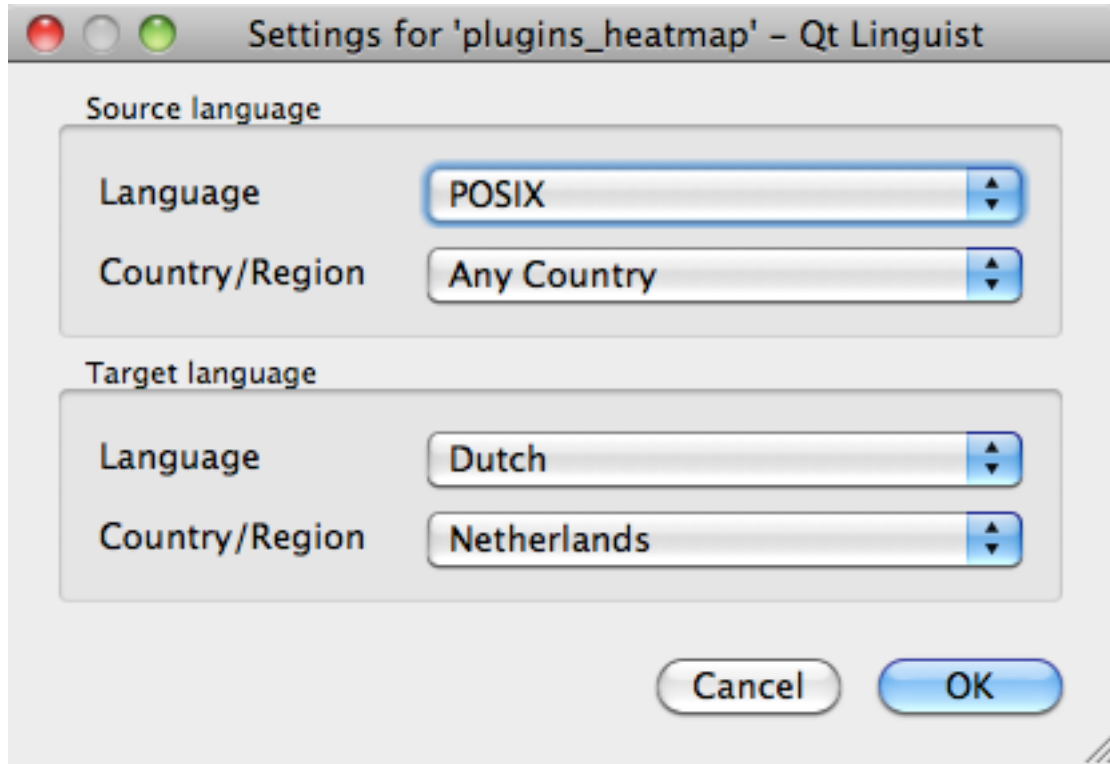 Settings for 'plugins_heatmap' – Qt Linguist
Source language
Language POSIX
Country/Region Any Country
Target language
Language Dutch
Country/Region Netherlands
Cancel OK